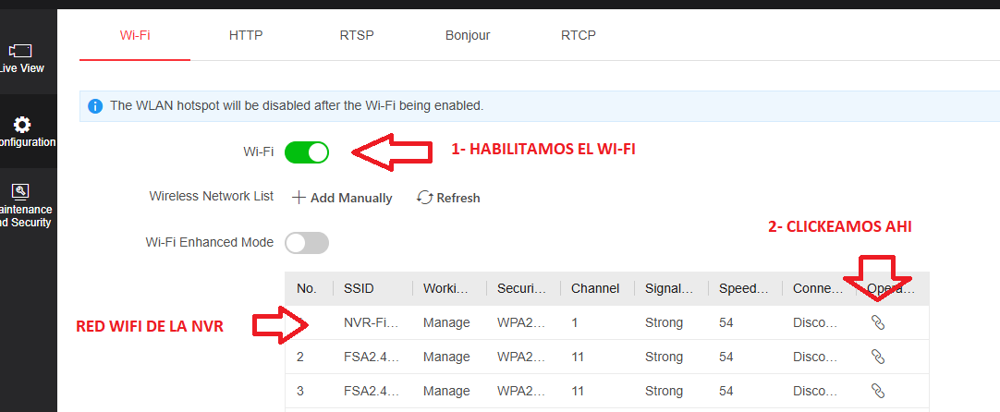 Wi-Fi HTTP RTSP Bonjour RTCP
Live View
onfiguration
aintenance
nd Security
The WLAN hotspot will be disabled after the Wi-Fi being enabled.
Wi-Fi
1- HABILITAMOS EL WI-FI
Wireless Network List Add Manually Refresh
2- CLICKEAMOS AHI
Wi-Fi Enhanced Mode
No. SSID Worki... Securi... Channel Signal... Speed... Conne... Opera...
RED WIFI DE LA NVR
NVR-Fi... Manage WPA2... 1 Strong 54 Disco...
2 FSA2.4... Manage WPA2... 11 Strong 54 Disco...
3 FSA2.4... Manage WPA2... 11 Strong 54 Disco...